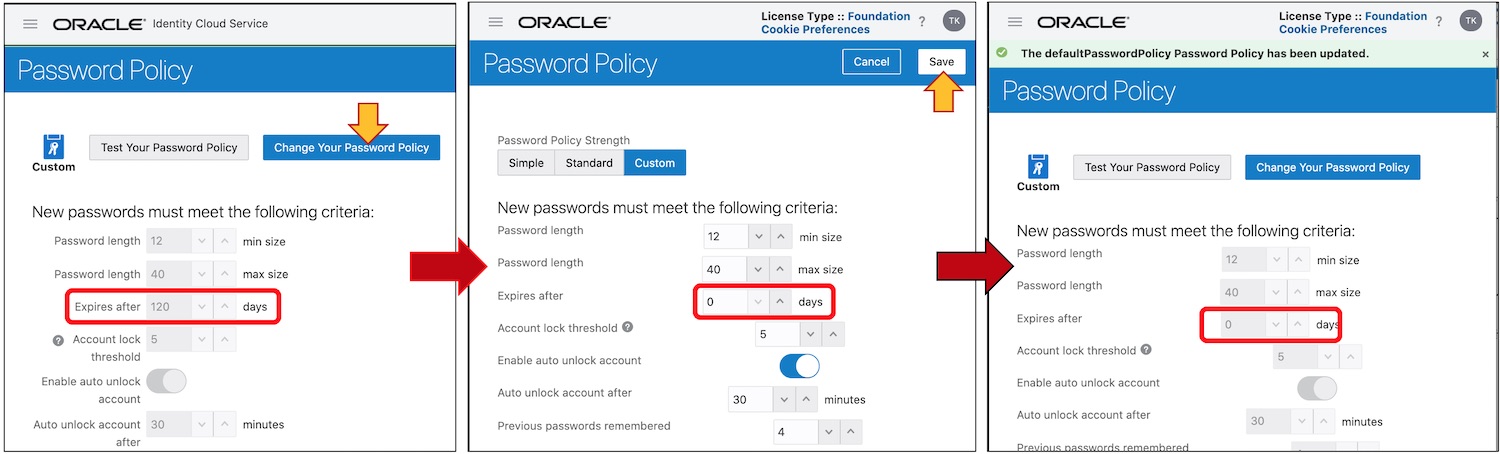 ORACLE® Identity Cloud Service
Password Policy
Custom
Test Your Password Policy
Change Your Password Policy
New passwords must meet the following criteria:
Password length 12 min size
Password length 40 max size
Expires after 120 days
? Account lock
threshold
5
Enable auto unlock
account
Auto unlock account
after
30 minutes
ORACLE®
License Type :: Foundation
Cookie Preferences
?
TK
Password Policy
Cancel
Save
Password Policy Strength
Simple
Standard
Custom
New passwords must meet the following criteria:
Password length 12 min size
Password length 40 max size
Expires after 0 days
Account lock threshold ? 5
Enable auto unlock account
Auto unlock account after 30 minutes
Previous passwords remembered 4
ORACLE®
License Type :: Foundation
Cookie Preferences
?
TK
The defaultPasswordPolicy Password Policy has been updated. ×
Password Policy
Custom
Test Your Password Policy
Change Your Password Policy
New passwords must meet the following criteria:
Password length 12 min size
Password length 40 max size
Expires after 0 days
Account lock threshold ? 5
Enable auto unlock account
Auto unlock account after 30 minutes
Previous passwords remembered